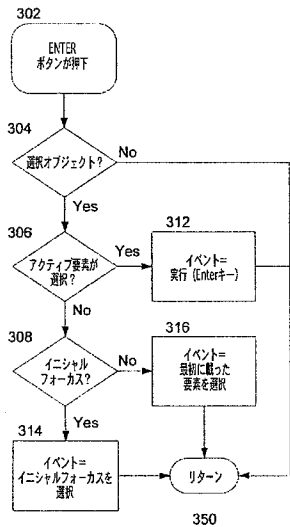 302
ENTER
ボタンが押下
304
選択オブジェクト?
No
Yes
306
アクティブ要素が
選択?
Yes
312
イベント=
実行 (Enterキー)
No
308
イニシャル
フォーカス?
No
316
イベント=
最初に載った
要素を選択
Yes
314
イベント=
イニシャルフォーカスを
選択
リターン
350